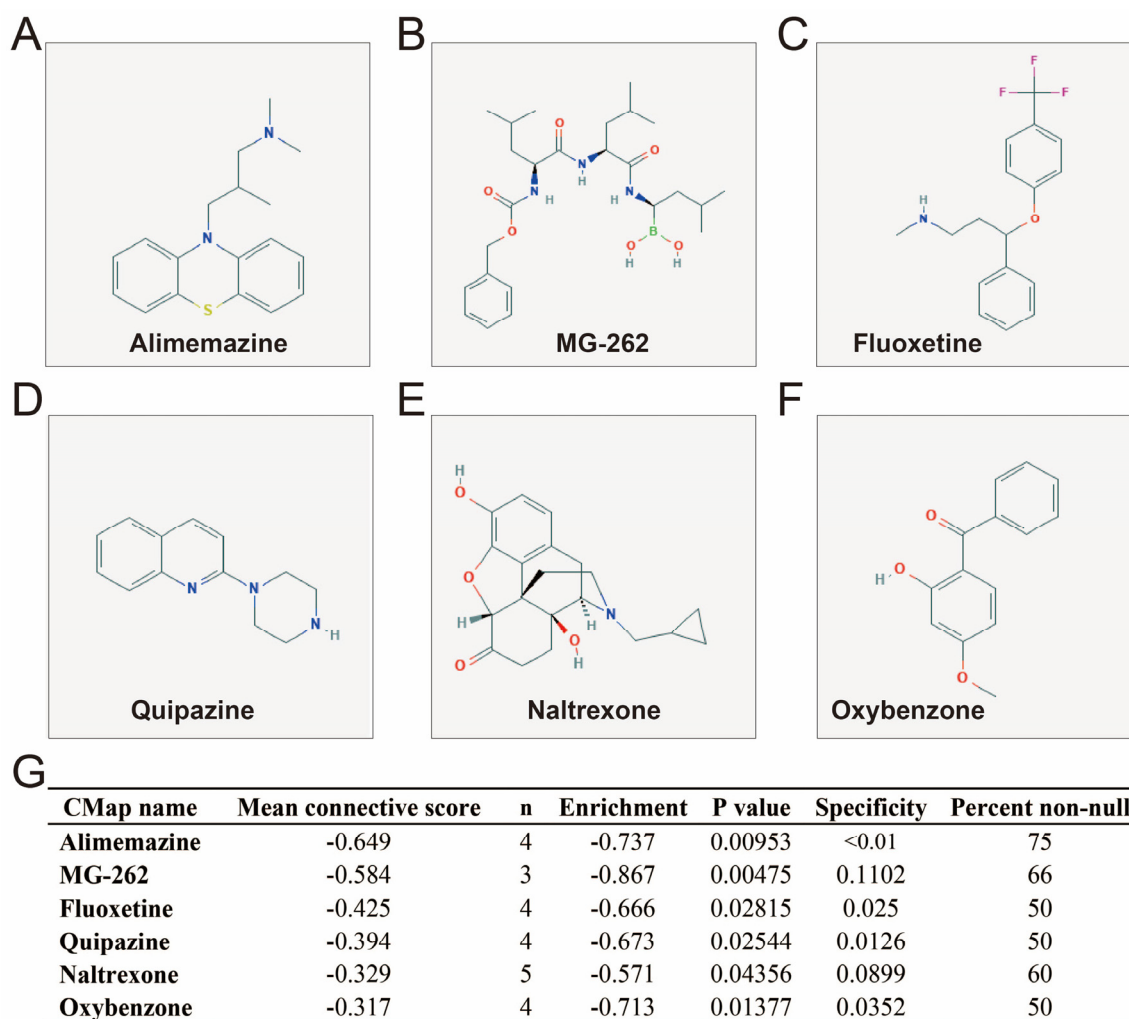 A
B
C
N
N
S
Alimemazine
O
O
N
H
N
H
O
N
H
O
B
O
H
O
H
MG-262
F
F
F
O
H
N
Fluoxetine
D
E
F
N
N
N
H
Quipazine
H
O
O
H
O
O
H
H
N
Naltrexone
O
H
O
O
Oxybenzone
G
CMap name Mean connective score n Enrichment P value Specificity Percent non-null
Alimemazine -0.649 4 -0.737 0.00953 <0.01 75
MG-262 -0.584 3 -0.867 0.00475 0.1102 66
Fluoxetine -0.425 4 -0.666 0.02815 0.025 50
Quipazine -0.394 4 -0.673 0.02544 0.0126 50
Naltrexone -0.329 5 -0.571 0.04356 0.0899 60
Oxybenzone -0.317 4 -0.713 0.01377 0.0352 50